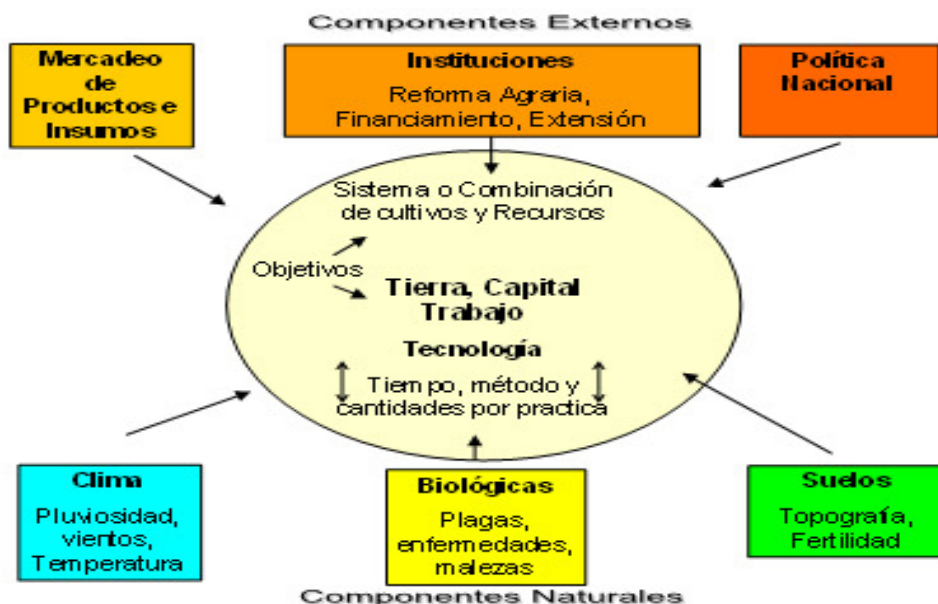 Componentes Externos
Mercadeo
de
Productos e
Insumos
Instituciones
Reforma Agraria,
Financiamiento, Extensión
Política
Nacional
Sistema o Combinación
de cultivos y Recursos
Objetivos
Tierra, Capital
Trabajo
Tecnología
Tiempo, método y
cantidades por practica
Clima
Pluviosidad,
vientos,
Temperatura
Biológicas
Plagas,
enfermedades,
malezas
Suelos
Topografía,
Fertilidad
Componentes Naturales